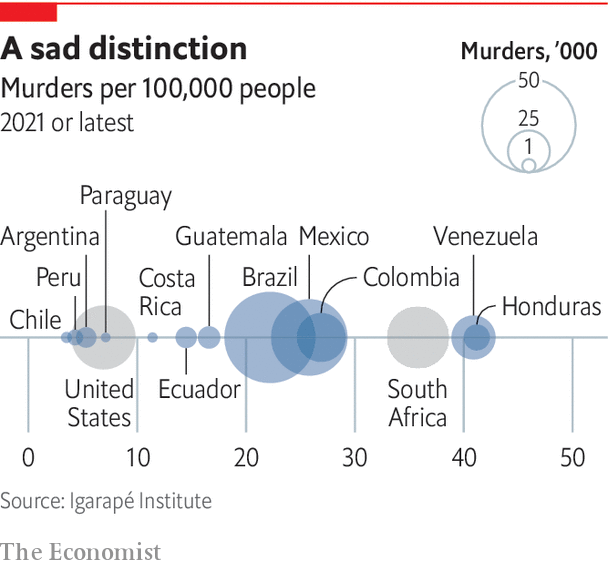 A sad distinction
Murders per 100,000 people
2021 or latest
Murders, ’000
50
25
1
Paraguay
Argentina
Guatemala
Mexico
Venezuela
Peru
Costa
Rica
Brazil
Colombia
Chile
Honduras
United
States
Ecuador
South
Africa
0 10 20 30 40 50
Source: Igarapé Institute
The Economist